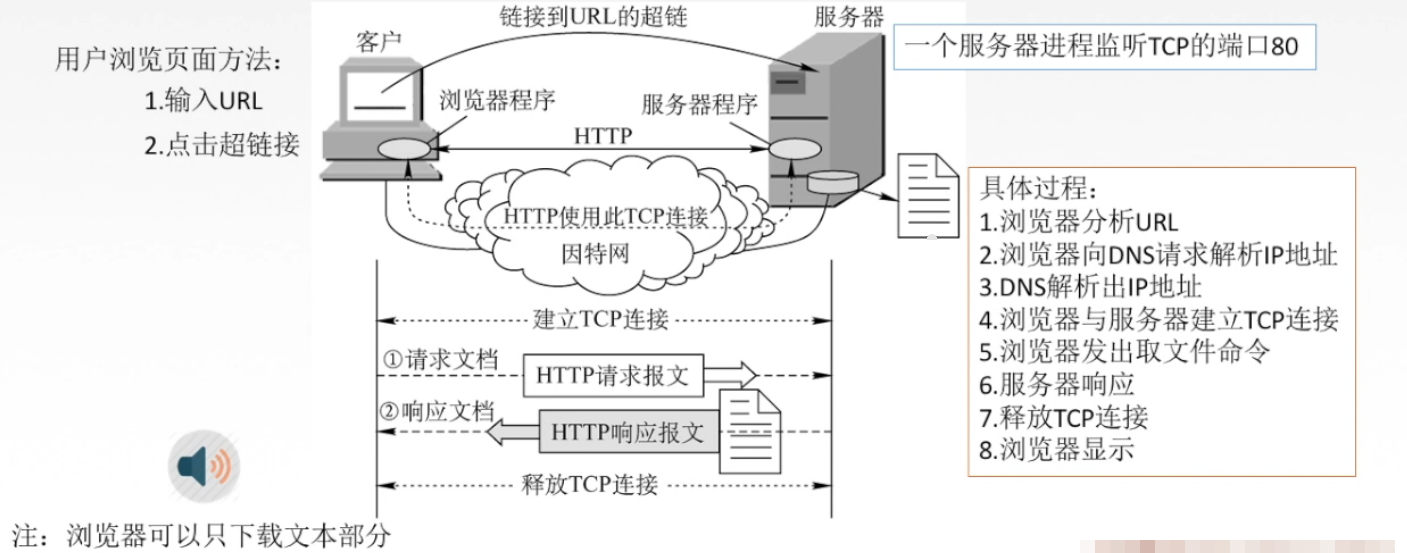 链接到URL的超链
服务器
客户
一个服务器进程监听TCP的端口80
用户浏览页面方法：
1.输入URL
2.点击超链接
浏览器程序
服务器程序
HTTP
HTTP使用此TCP连接
因特网
具体过程：
1.浏览器分析URL
2.浏览器向DNS请求解析IP地址
3.DNS解析出IP地址
4.浏览器与服务器建立TCP连接
5.浏览器发出取文件命令
6.服务器响应
7.释放TCP连接
8.浏览器显示
建立TCP连接
①请求文档
HTTP请求报文
②响应文档
HTTP响应报文
释放TCP连接
注：浏览器可以只下载文本部分